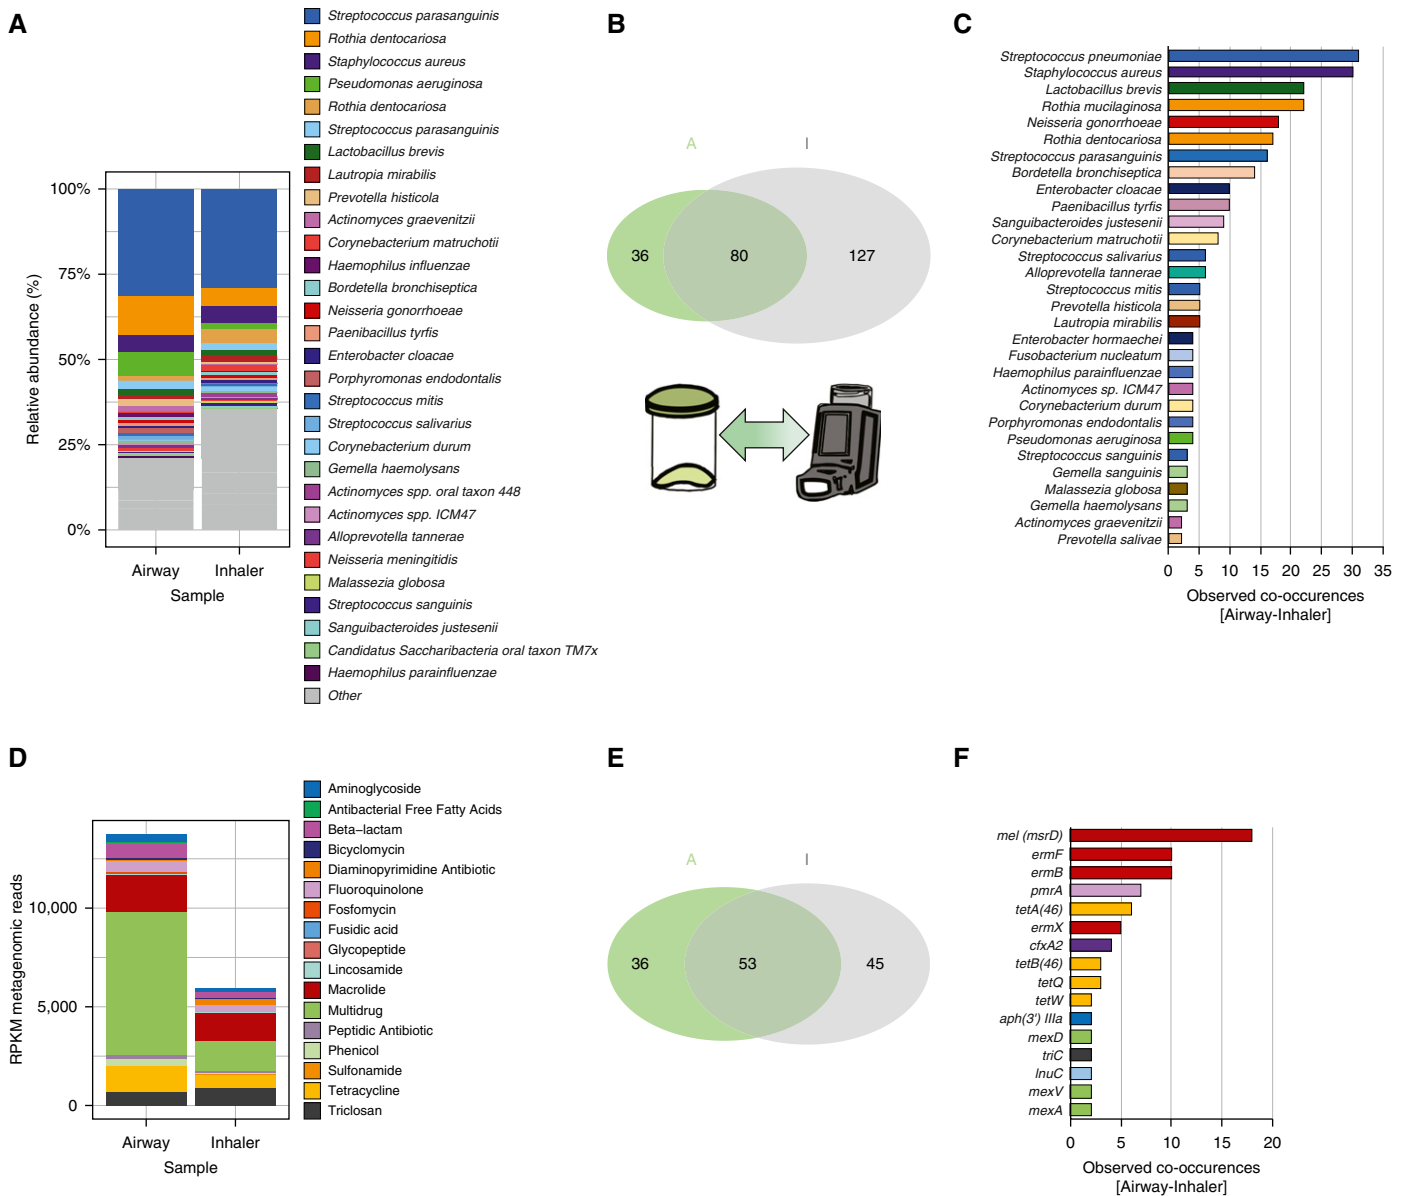 A
100%
75%
50%
25%
0%
Relative abundance (%)
Airway
Inhaler
Sample
Streptococcus parasanguinis
Rothia dentocariosa
Staphylococcus aureus
Pseudomonas aeruginosa
Rothia dentocariosa
Streptococcus parasanguinis
Lactobacillus brevis
Lautropia mirabilis
Prevotella histicola
Actinomyces graevenitzii
Corynebacterium matruchotii
Haemophilus influenzae
Bordetella bronchiseptica
Neisseria gonorrhoeae
Paenibacillus tyrfis
Enterobacter cloacae
Porphyromonas endodontalis
Streptococcus mitis
Streptococcus salivarius
Corynebacterium durum
Gemella haemolysans
Actinomyces spp. oral taxon 448
Actinomyces spp. ICM47
Alloprevotella tannerae
Neisseria meningitidis
Malassezia globosa
Streptococcus sanguinis
Sanguibacteroides justesenii
Candidatus Saccharibacteria oral taxon TM7x
Haemophilus parainfluenzae
Other
B
A
I
36
80
127
C
Streptococcus pneumoniae
Staphylococcus aureus
Lactobacillus brevis
Rothia mucilaginosa
Neisseria gonorrhoeae
Rothia dentocariosa
Streptococcus parasanguinis
Bordetella bronchiseptica
Enterobacter cloacae
Paenibacillus tyrfis
Sanguibacteroides justesenii
Corynebacterium matruchotii
Streptococcus salivarius
Alloprevotella tannerae
Streptococcus mitis
Prevotella histicola
Lautropia mirabilis
Enterobacter hormaechei
Fusobacterium nucleatum
Haemophilus parainfluenzae
Actinomyces sp. ICM47
Corynebacterium durum
Porphyromonas endodontalis
Pseudomonas aeruginosa
Streptococcus sanguinis
Gemella sanguinis
Malassezia globosa
Gemella haemolysans
Actinomyces graevenitzii
Prevotella salivae
0 5 10 15 20 25 30 35
Observed co-occurences
[Airway-Inhaler]
D
10,000
5,000
0
RPKM metagenomic reads
Airway
Inhaler
Sample
Aminoglycoside
Antibacterial Free Fatty Acids
Beta−lactam
Bicyclomycin
Diaminopyrimidine Antibiotic
Fluoroquinolone
Fosfomycin
Fusidic acid
Glycopeptide
Lincosamide
Macrolide
Multidrug
Peptidic Antibiotic
Phenicol
Sulfonamide
Tetracycline
Triclosan
E
A
I
36
53
45
F
mel (msrD)
ermF
ermB
pmrA
tetA(46)
ermX
cfxA2
tetB(46)
tetQ
tetW
aph(3') IIIa
mexD
triC
lnuC
mexV
mexA
0 5 10 15 20
Observed co-occurences
[Airway-Inhaler]